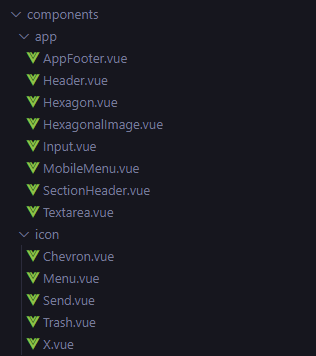 components
app
AppFooter.vue
Header.vue
Hexagon.vue
HexagonalImage.vue
Input.vue
MobileMenu.vue
SectionHeader.vue
Textarea.vue
icon
Chevron.vue
Menu.vue
Send.vue
Trash.vue
X.vue